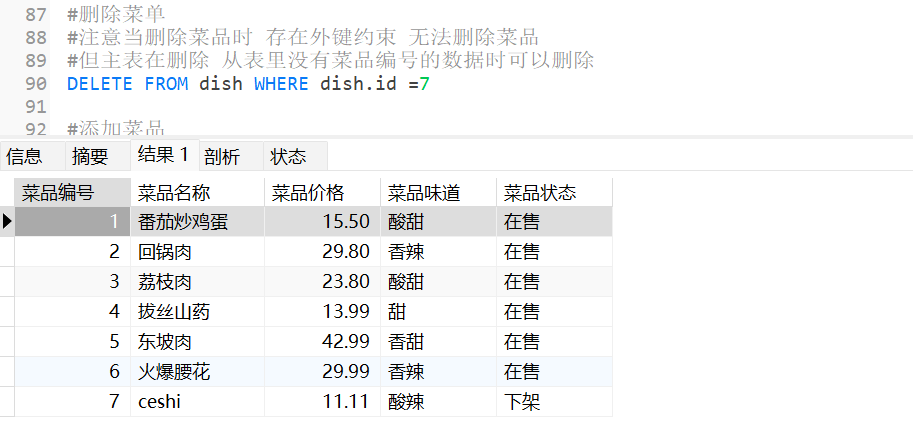 87 #删除菜单
88 #注意当删除菜品时 存在外键约束 无法删除菜品
89 #但主表在删除 从表里没有菜品编号的数据时可以删除
90 DELETE FROM dish WHERE dish.id =7
91
92 #添加菜品
信息 摘要 结果 1 剖析 状态
菜品编号 菜品名称 菜品价格 菜品味道 菜品状态
1 番茄炒鸡蛋 15.50 酸甜 在售
2 回锅肉 29.80 香辣 在售
3 荔枝肉 23.80 酸甜 在售
4 拔丝山药 13.99 甜 在售
5 东坡肉 42.99 香甜 在售
6 火爆腰花 29.99 香辣 在售
7 ceshi 11.11 酸辣 下架